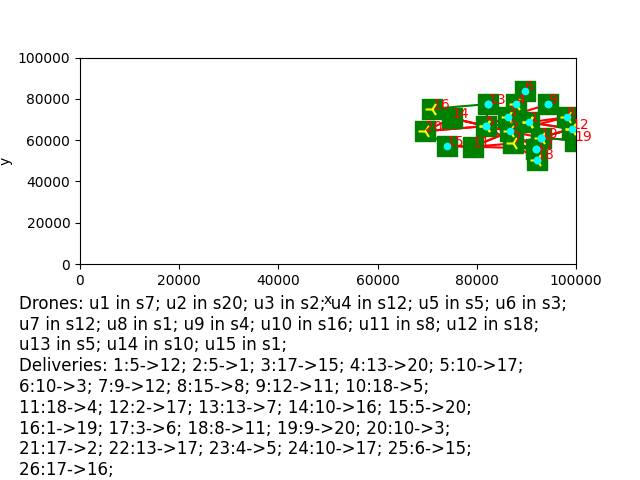 100000
80000
60000
40000
20000
0
y
0 20000 40000 60000 80000 100000
x
14
12
19
Drones: u1 in s7; u2 in s20; u3 in s2; u4 in s12; u5 in s5; u6 in s3;
u7 in s12; u8 in s1; u9 in s4; u10 in s16; u11 in s8; u12 in s18;
u13 in s5; u14 in s10; u15 in s1;
Deliveries: 1:5->12; 2:5->1; 3:17->15; 4:13->20; 5:10->17;
6:10->3; 7:9->12; 8:15->8; 9:12->11; 10:18->5;
11:18->4; 12:2->17; 13:13->7; 14:10->16; 15:5->20;
16:1->19; 17:3->6; 18:8->11; 19:9->20; 20:10->3;
21:17->2; 22:13->17; 23:4->5; 24:10->17; 25:6->15;
26:17->16;